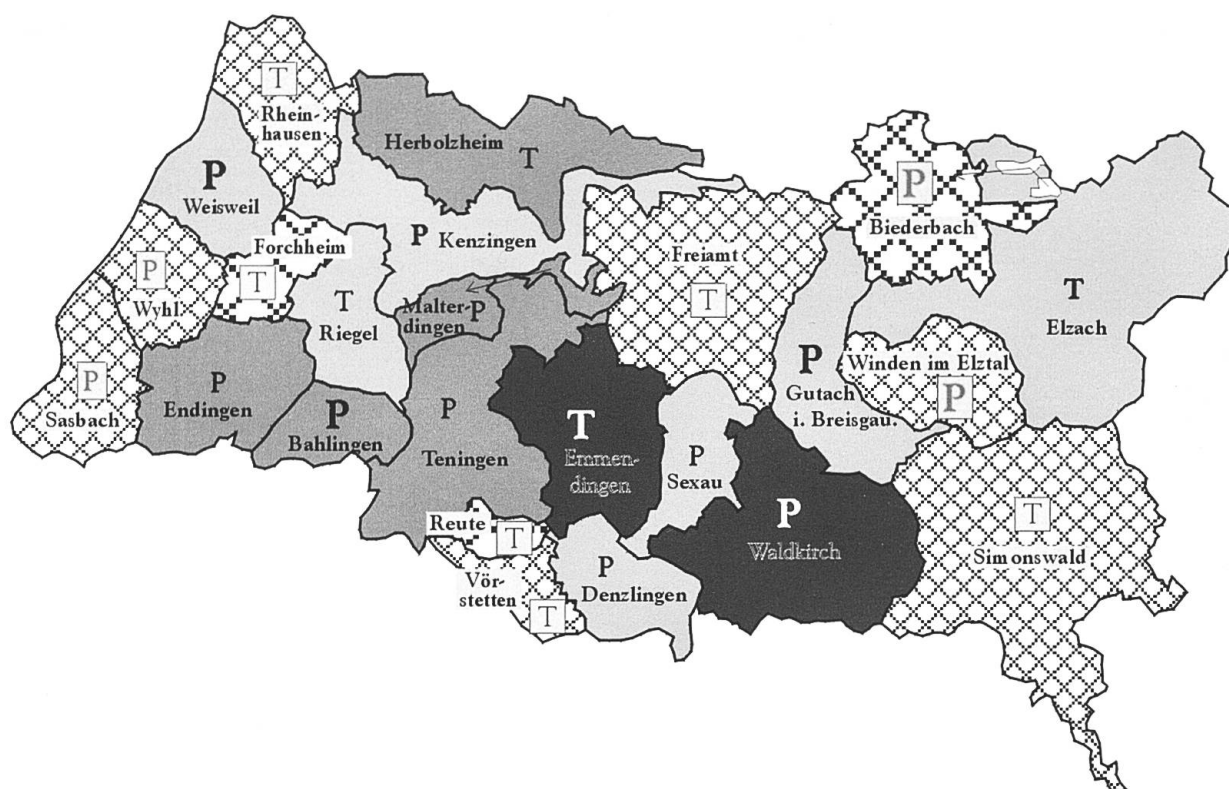 T
Rhein-
hausen
Herbolzheim T
P
Weisweil
P
Biederbach
Forchheim
T
P Kenzingen
Freiamt
T
P
Wyhl.
T
Riegel
Malter-
dingen P
T
Elzach
P
Sasbach
P
Endingen
P
Bahlingen
P
Teningen
T
Emmen-
dingen
P
Sexau
P
Gutach
i. Breisgau.
Winden im Elztal
P
Reute T
Vör-
stetten
T
P
Denzlingen
P
Waldkirch
T
Simonswald